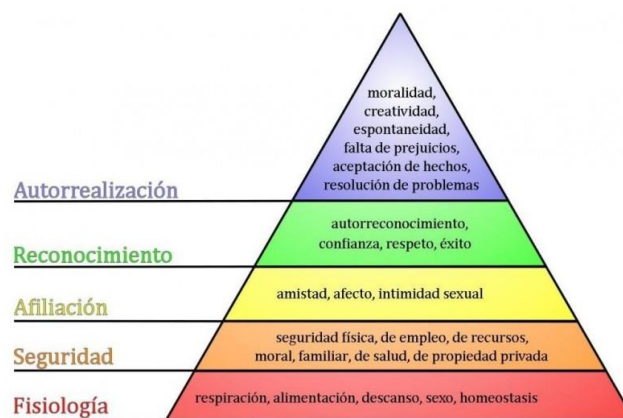 moralidad,
creatividad,
espontaneidad,
falta de prejuicios,
aceptación de hechos,
resolución de problemas
Autorrealización
autorreconocimiento,
confianza, respeto, éxito
Reconocimiento
amistad, afecto, intimidad sexual
Afiliación
seguridad física, de empleo, de recursos,
moral, familiar, de salud, de propiedad privada
Seguridad
respiración, alimentación, descanso, sexo, homeostasis
Fisiología